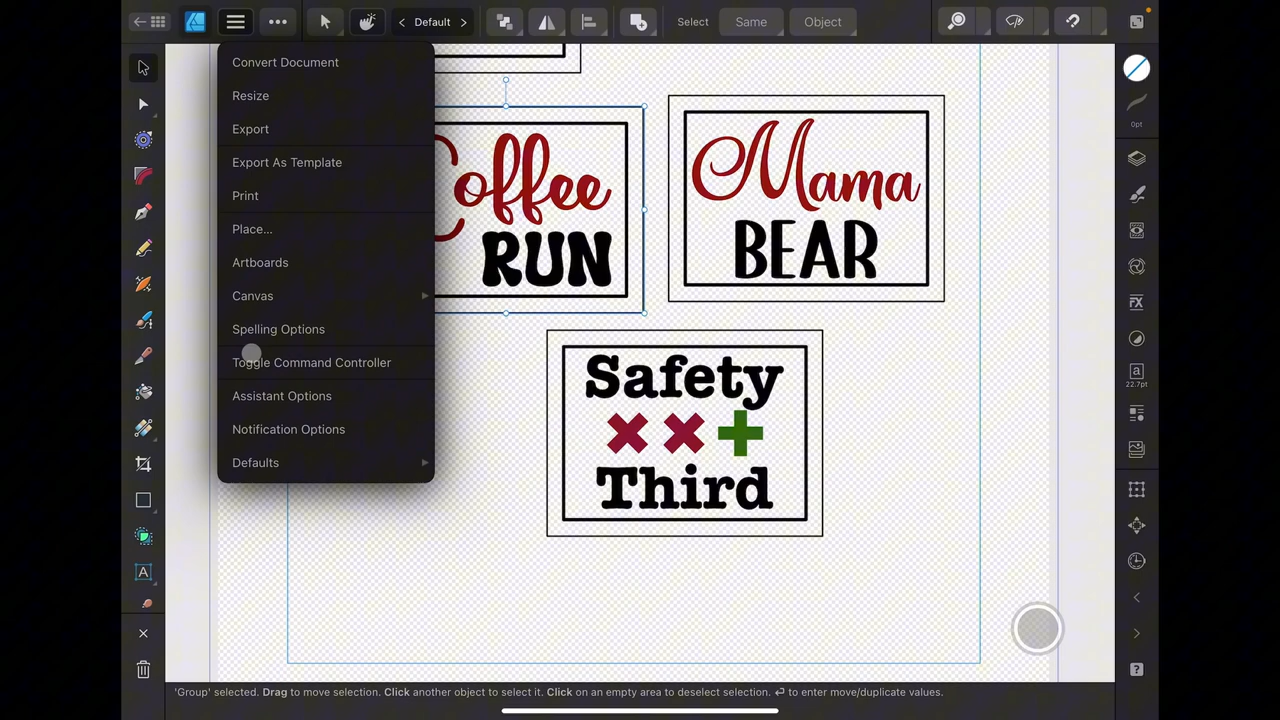 Default
Select
Same
Object
Convert Document
Resize
Export
Export As Template
Print
Place...
Artboards
Canvas
Spelling Options
Toggle Command Controller
Assistant Options
Notification Options
Defaults
Coffee
RUN
Mama
BEAR
Safety
Third
0pt
FX
a
22.7pt
A
?
'Group' selected. Drag to move selection. Click another object to select it. Click on an empty area to deselect selection. ⏎ to enter move/duplicate values.